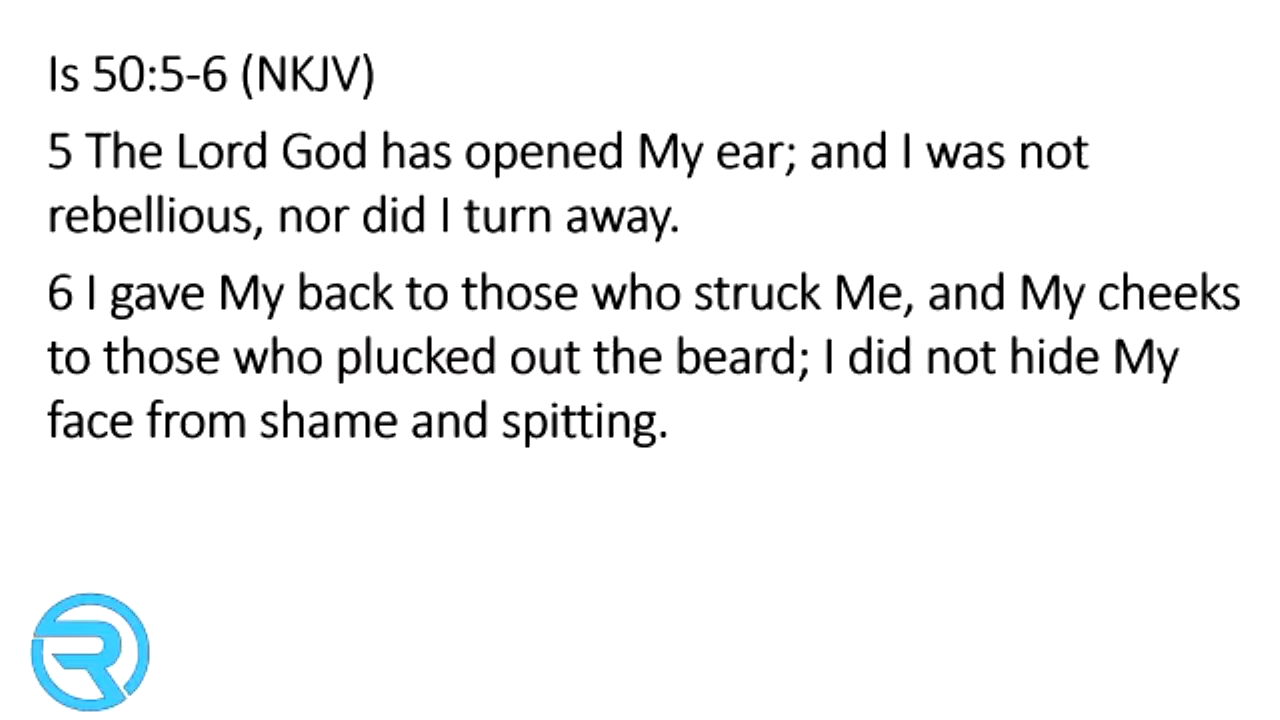 Is 50:5-6 (NKJV)
5 The Lord God has opened My ear; and I was not
rebellious, nor did I turn away.
6 I gave My back to those who struck Me, and My cheeks
to those who plucked out the beard; I did not hide My
face from shame and spitting.
R